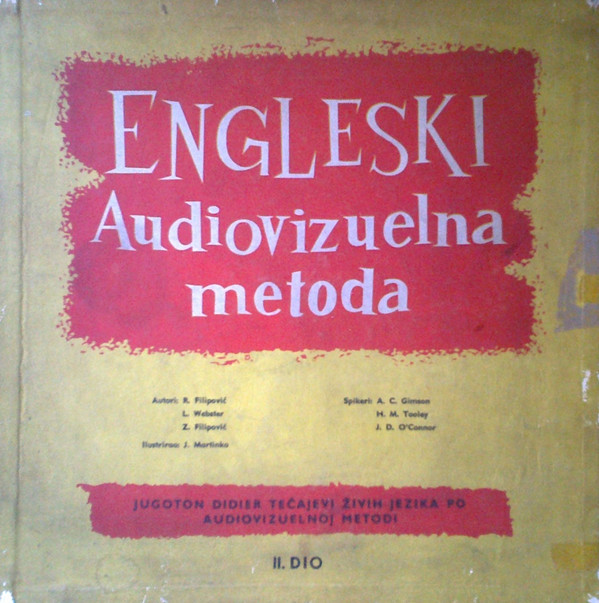 ENGLESKI
Audiovizuelna
metoda
Autori: R. Filipović
L. Webster
Z. Filipović
Ilustrirao: J. Martinko
Spikeri: A. C. Gimson
H. M. Tooley
J. D. O'Connor
JUGOTON DIDIER TEČAJEVI ŽIVIH JEZIKA PO
AUDIOVIZUELNOJ METODI
II. DIO